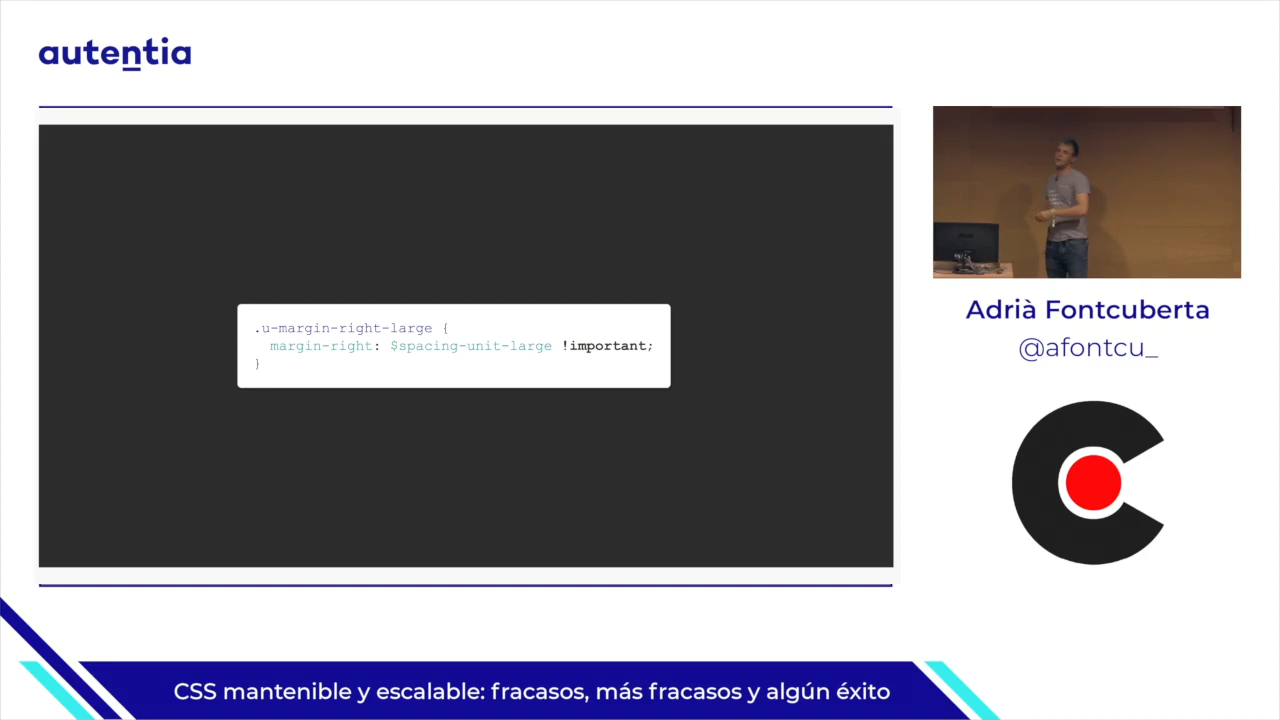 autentia
.u-margin-right-large {
  margin-right: $spacing-unit-large !important;
}
Adrià Fontcuberta
@afontcu_
CSS mantenible y escalable: fracasos, más fracasos y algún éxito